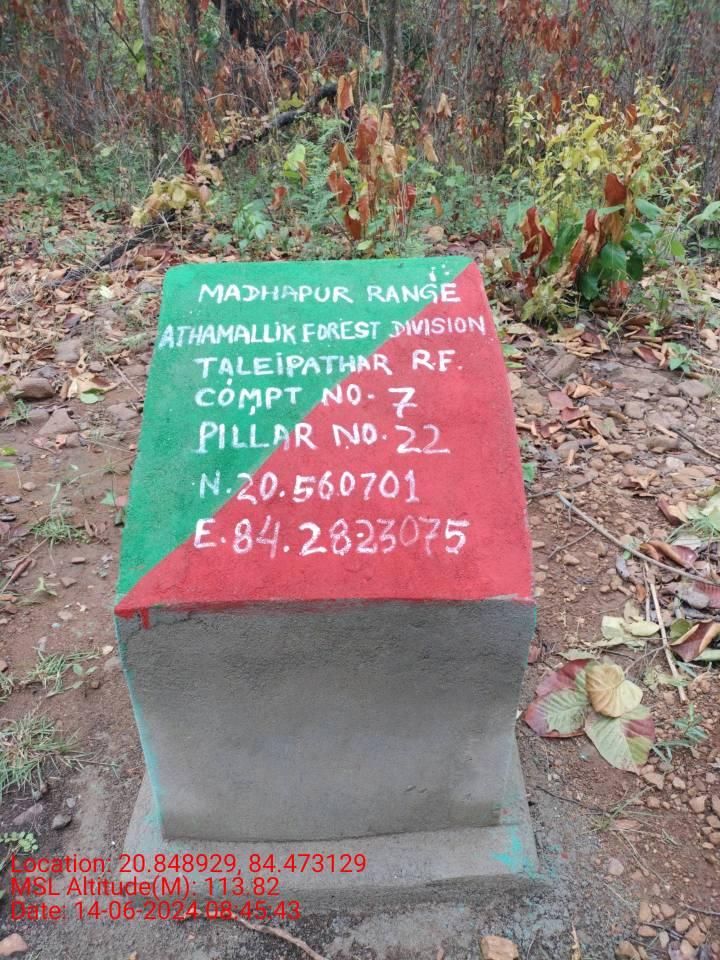 MADHAPUR RANGE
ATHAMALLIK FOREST DIVISION
TALEIPATHAR RF.
COMPT NO. 7
PILLAR NO. 22
N. 20.560701
E. 84.2823075
Location: 20.848929, 84.473129
MSL Altitude(M): 113.82
Date: 14-06-2024 08:45:43